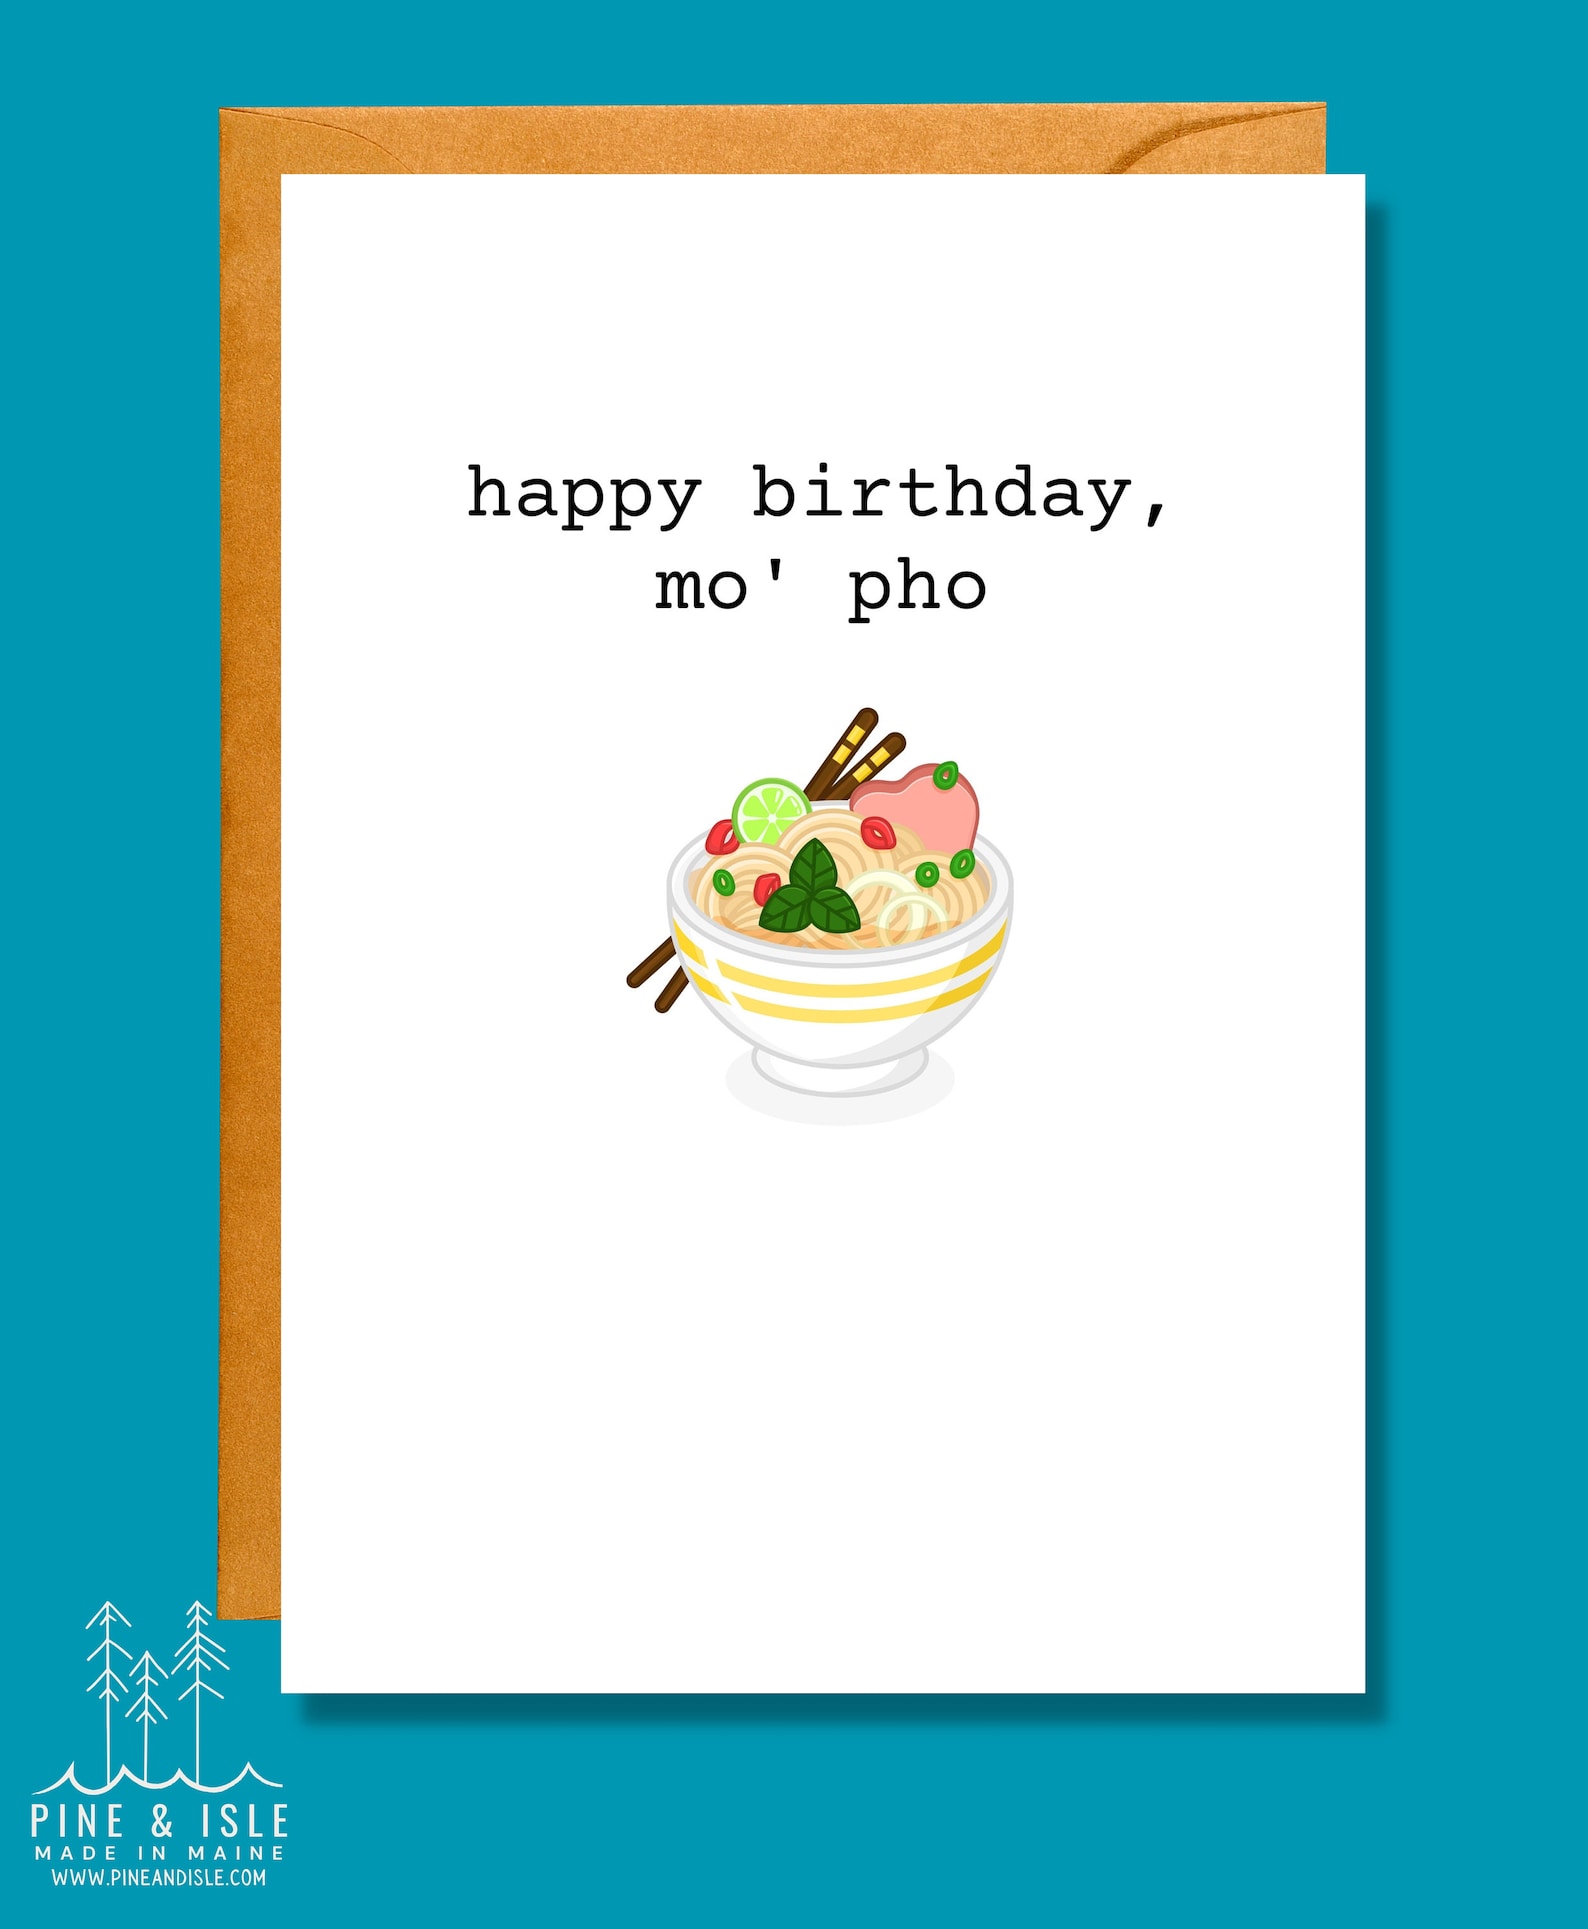 happy birthday,
mo' pho
PINE & ISLE
MADE IN MAINE
WWW.PINEANDISLE.COM